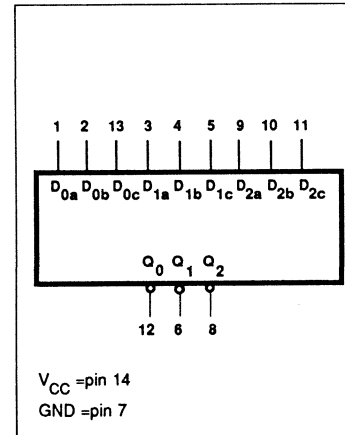 1 2 13 3 4 5 9 10 11
D0a D0b D0c D1a D1b D1c D2a D2b D2c
Q0 Q1 Q2
12 6 8
VCC =pin 14
GND =pin 7